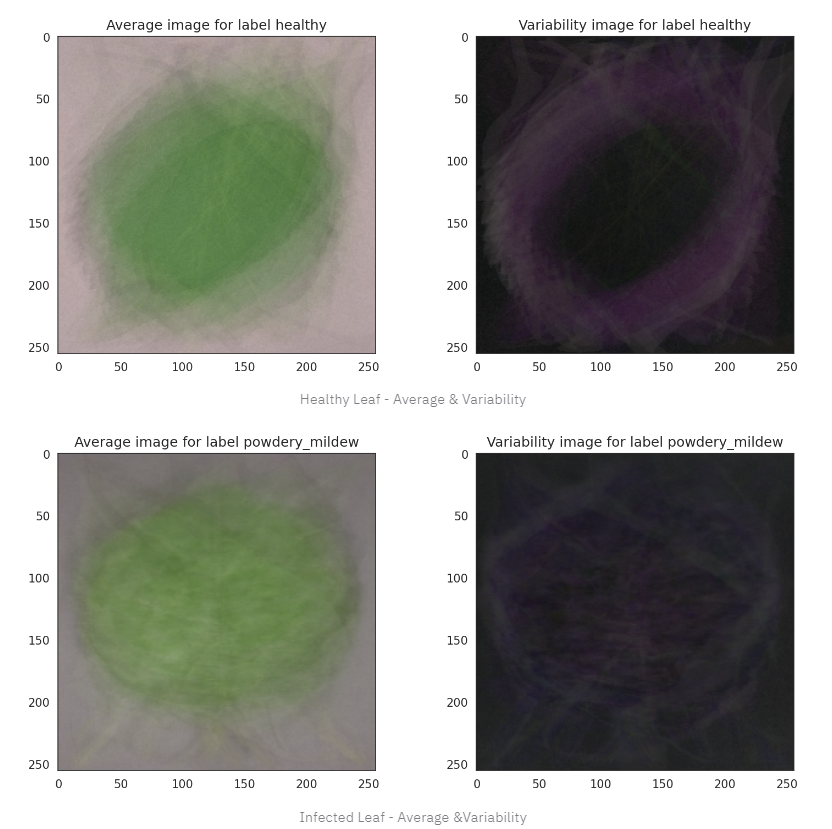 Average image for label healthy
Variability image for label healthy
0
50
100
150
200
250
0 50 100 150 200 250
0
50
100
150
200
250
0 50 100 150 200 250
Healthy Leaf - Average & Variability
Average image for label powdery_mildew
Variability image for label powdery_mildew
0
50
100
150
200
250
0 50 100 150 200 250
0
50
100
150
200
250
0 50 100 150 200 250
Infected Leaf - Average &Variability